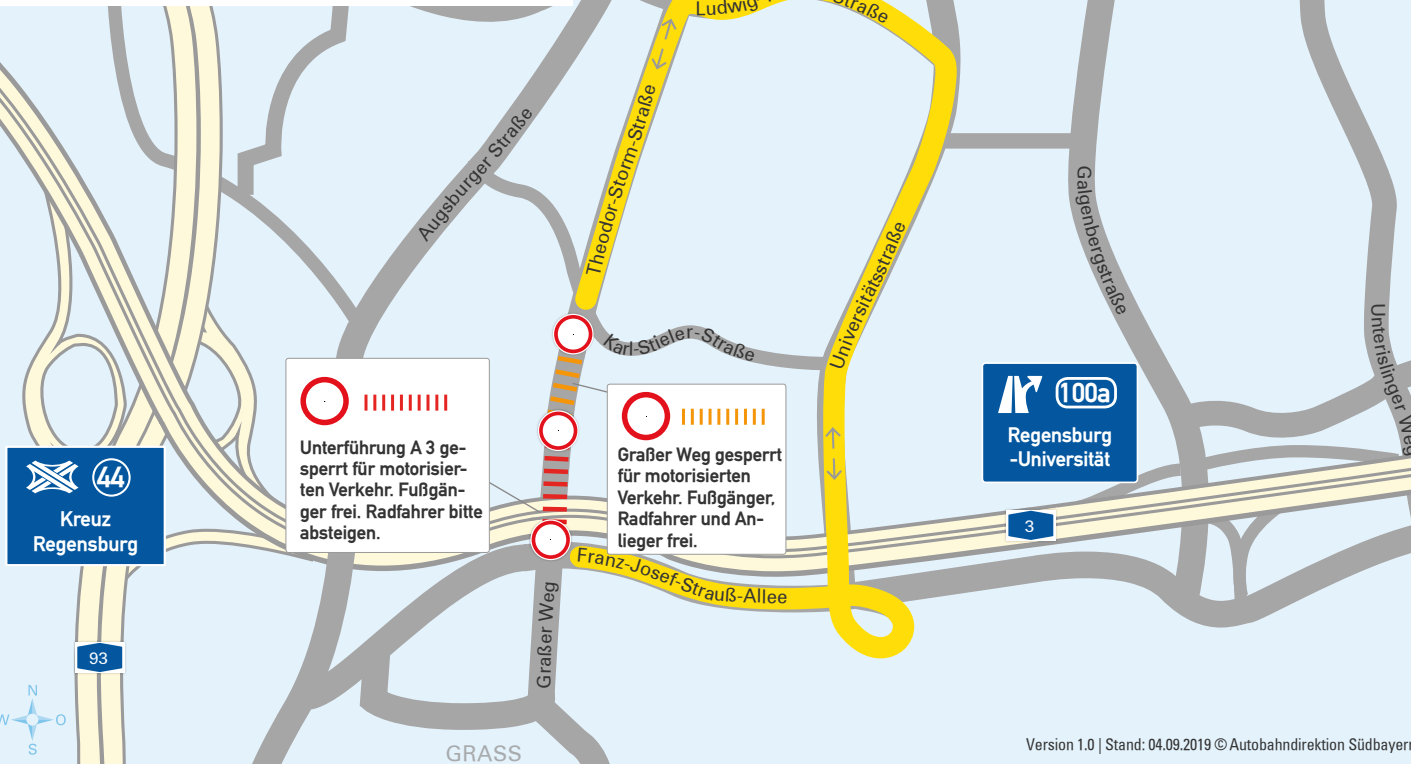 Ludwig-
Straße
Theodor-Storm-Straße
Augsburger Straße
Universitätsstraße
Galgenbergstraße
Unterislinger Weg
Karl-Stieler-Straße
Unterführung A 3 ge-
sperrt für motorisier-
ten Verkehr. Fußgän-
ger frei. Radfahrer bitte
absteigen.
Graßer Weg gesperrt
für motorisierten
Verkehr. Fußgänger,
Radfahrer und An-
lieger frei.
100a
Regensburg
-Universität
44
Kreuz
Regensburg
3
Franz-Josef-Strauß-Allee
Graßer Weg
93
N
W O
S
GRASS
Version 1.0 | Stand: 04.09.2019 © Autobahndirektion Südbayern